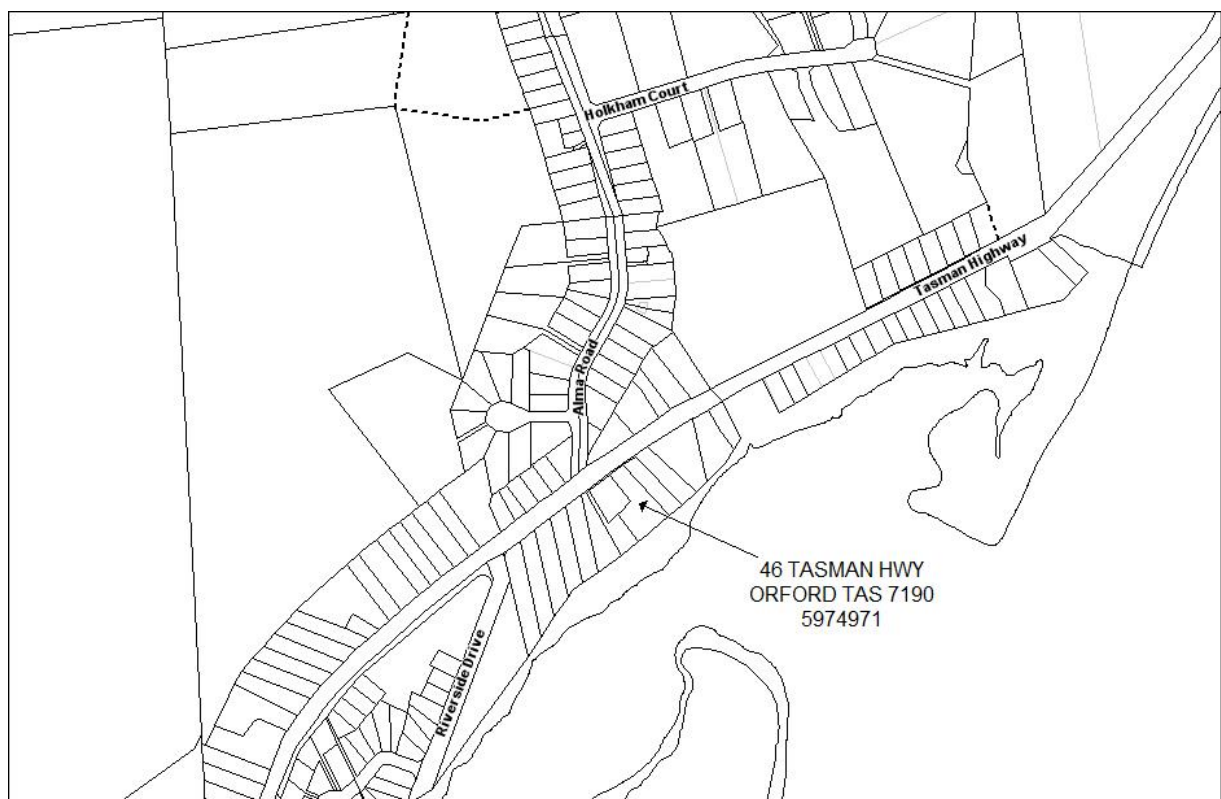 Holkham Court
Tasman Highway
Alma Road
46 TASMAN HWY
ORFORD TAS 7190
5974971
Riverside Drive